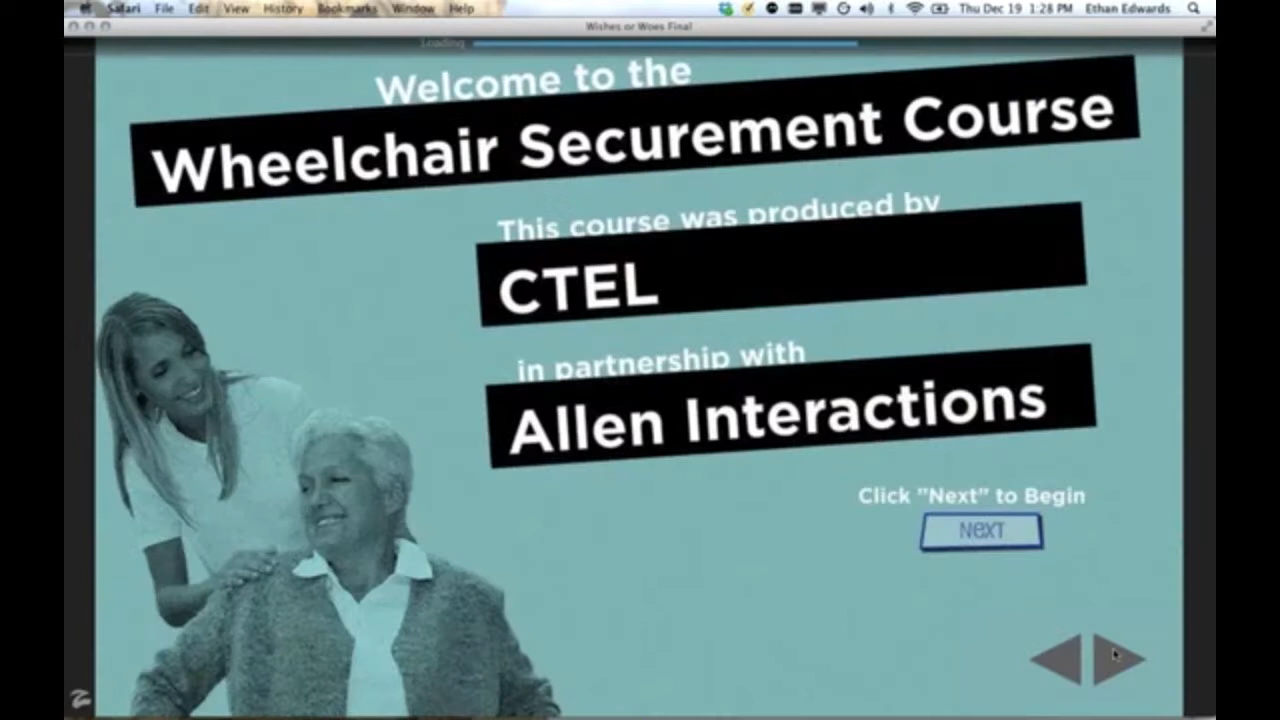 Safari File Edit View History Bookmarks Window Help Thu Dec 19 1:28 PM Ethan Edwards
Wishes or Woes Final
Loading
Welcome to the
Wheelchair Securement Course
This course was produced by
CTEL
in partnership with
Allen Interactions
Click "Next" to Begin
NEXT